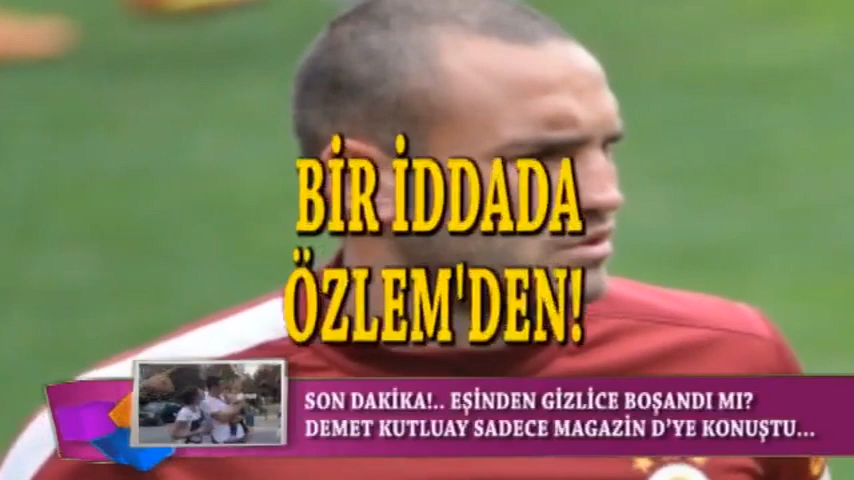 BİR İDDADA
ÖZLEM'DEN!
SON DAKİKA!.. EŞİNDEN GİZLİCE BOŞANDI MI?
DEMET KUTLUAY SADECE MAGAZİN D'YE KONUŞTU...